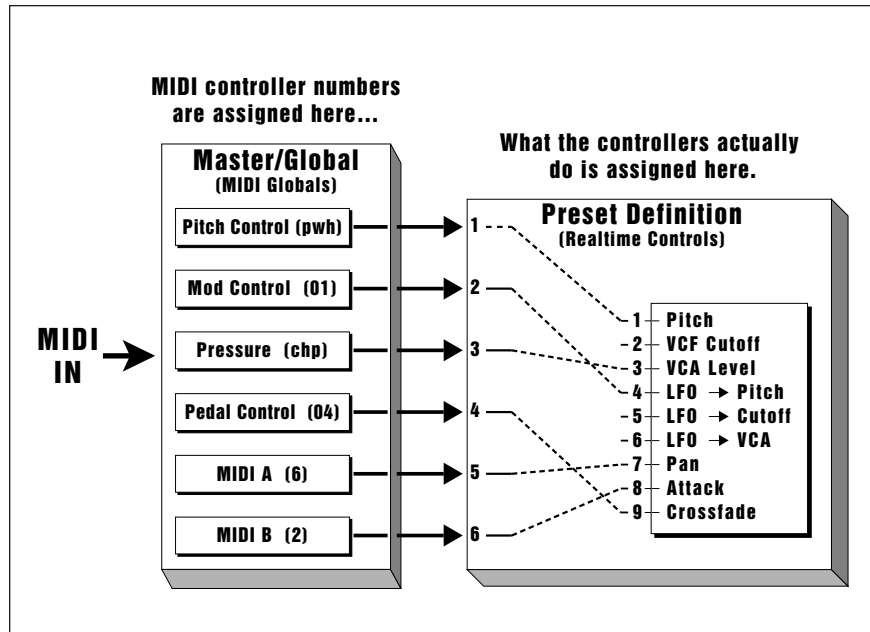 MIDI controller numbers
are assigned here...
Master/Global
(MIDI Globals)
Pitch Control (pwh)
Mod Control (01)
Pressure (chp)
Pedal Control (04)
MIDI A (6)
MIDI B (2)
MIDI
IN
What the controllers actually
do is assigned here.
Preset Definition
(Realtime Controls)
1
2
3
4
5
6
1 Pitch
2 VCF Cutoff
3 VCA Level
4 LFO → Pitch
5 LFO → Cutoff
6 LFO → VCA
7 Pan
8 Attack
9 Crossfade